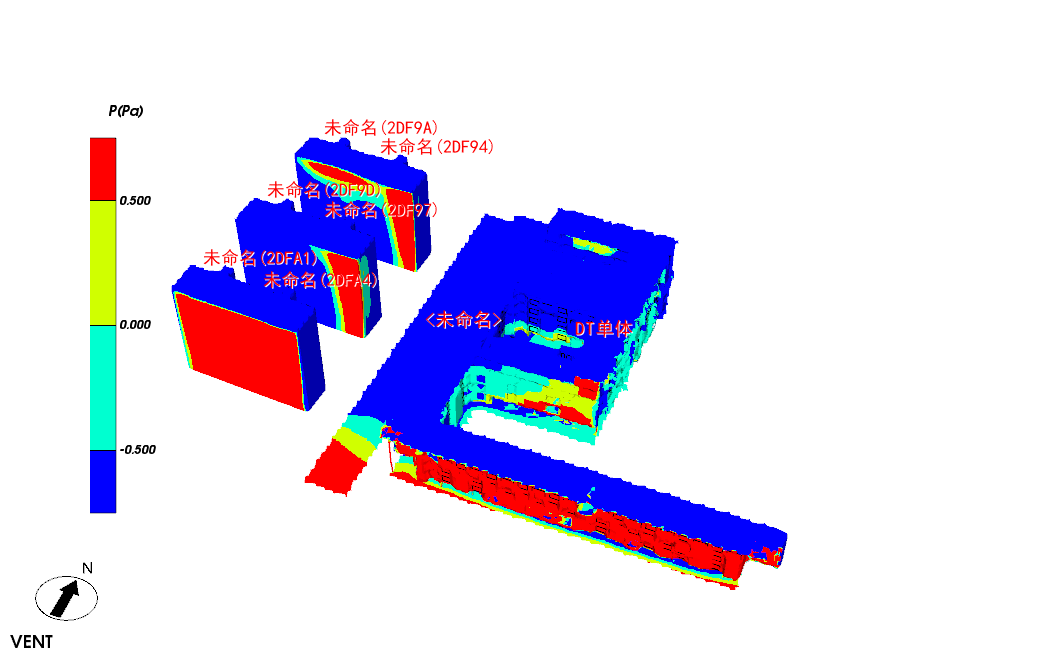 P(Pa)
未命名(2DF9A)
未命名(2DF94)
未命名(2DF9D)
0.500
未命名(2DF97)
未命名(2DFA1)
未命名(2DFA4)
<未命名>
0.000
DT单体
-0.500
N
VENT